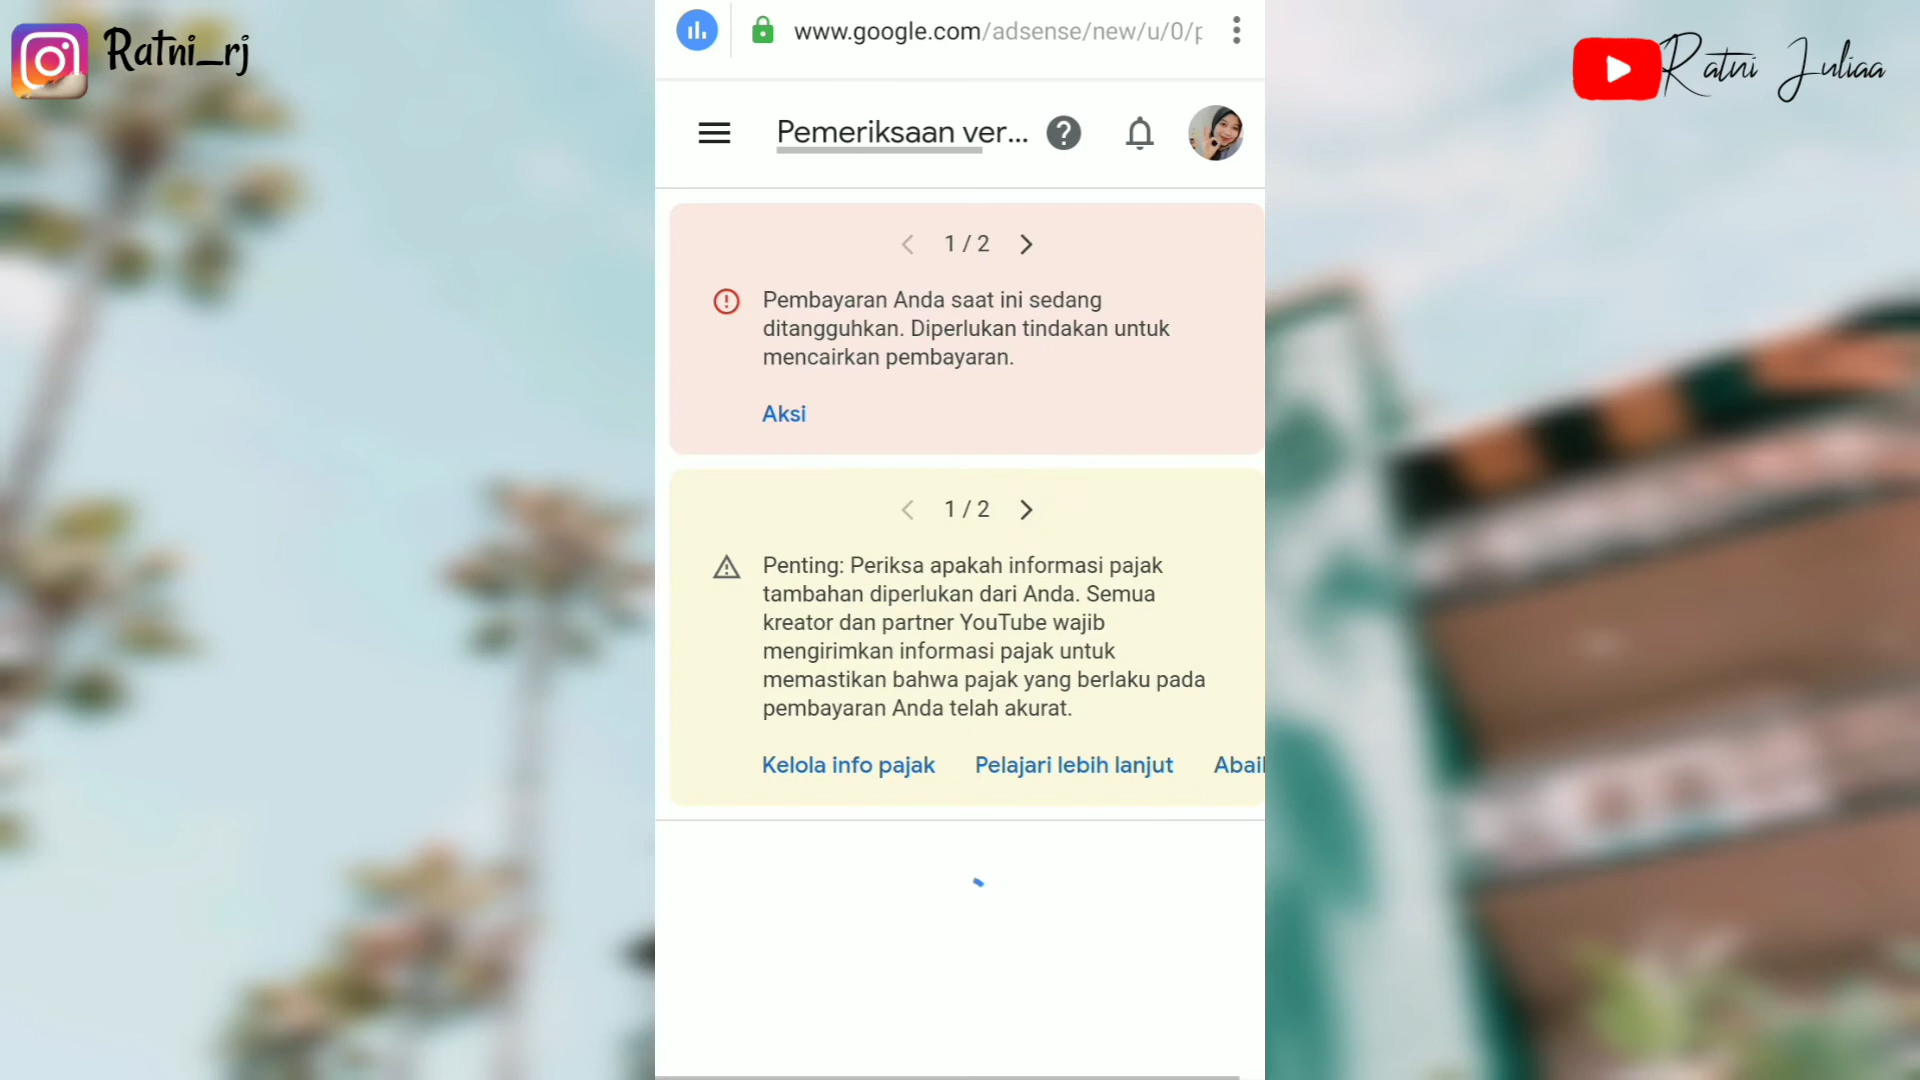 Ratni_rj
www.google.com/adsense/new/u/0/p
Ratni Juliaa
Pemeriksaan ver...
1 / 2
Pembayaran Anda saat ini sedang
ditangguhkan. Diperlukan tindakan untuk
mencairkan pembayaran.
Aksi
1 / 2
Penting: Periksa apakah informasi pajak
tambahan diperlukan dari Anda. Semua
kreator dan partner YouTube wajib
mengirimkan informasi pajak untuk
memastikan bahwa pajak yang berlaku pada
pembayaran Anda telah akurat.
Kelola info pajak Pelajari lebih lanjut Abai